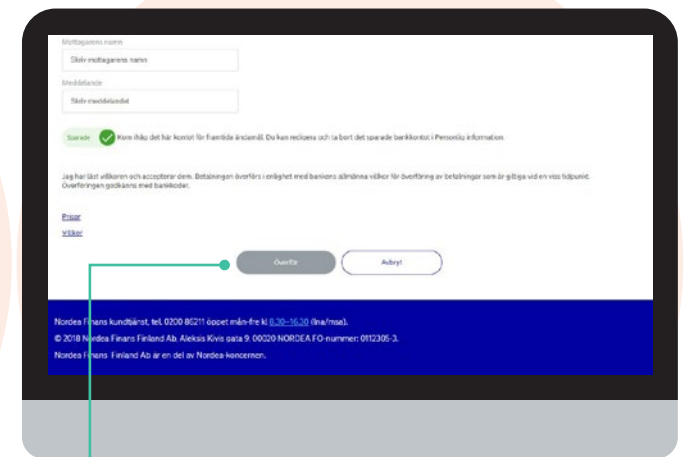 Mottagarens namn
Skriv mottagarens namn
Meddelande
Skriv meddelandet
Sparade
Kom ihåg det här kontot för framtida ändamål. Du kan redigera och ta bort det sparade bankkontot i Personlig information.
Jag har läst villkoren och accepterar dem. Betalningen överförs i enlighet med bankens allmänna villkor för överföring av betalningar som är giltiga vid en viss tidpunkt.
Överföringen godkänns med bankkoder.
Priser
Villkor
Överför
Avbryt
Nordea Finans kundtjänst, tel. 0200 86211 öppet mån-fre kl 8.30–16.30 (lna/msa).
© 2018 Nordea Finans Finland Ab, Aleksis Kivis gata 9, 00020 NORDEA FO-nummer: 0112305-3.
Nordea Finans Finland Ab är en del av Nordea-koncernen.